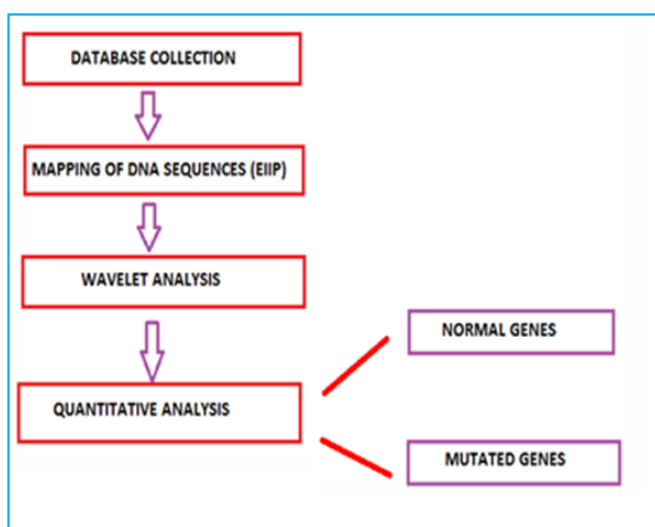 DATABASE COLLECTION
MAPPING OF DNA SEQUENCES (EIIP)
WAVELET ANALYSIS
NORMAL GENES
QUANTITATIVE ANALYSIS
MUTATED GENES